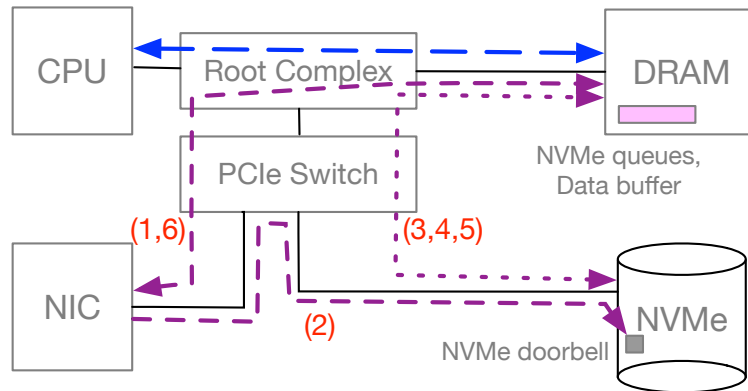 CPU
Root Complex
DRAM
NVMe queues,
Data buffer
PCIe Switch
(1,6)
(3,4,5)
NIC
(2)
NVMe
NVMe doorbell